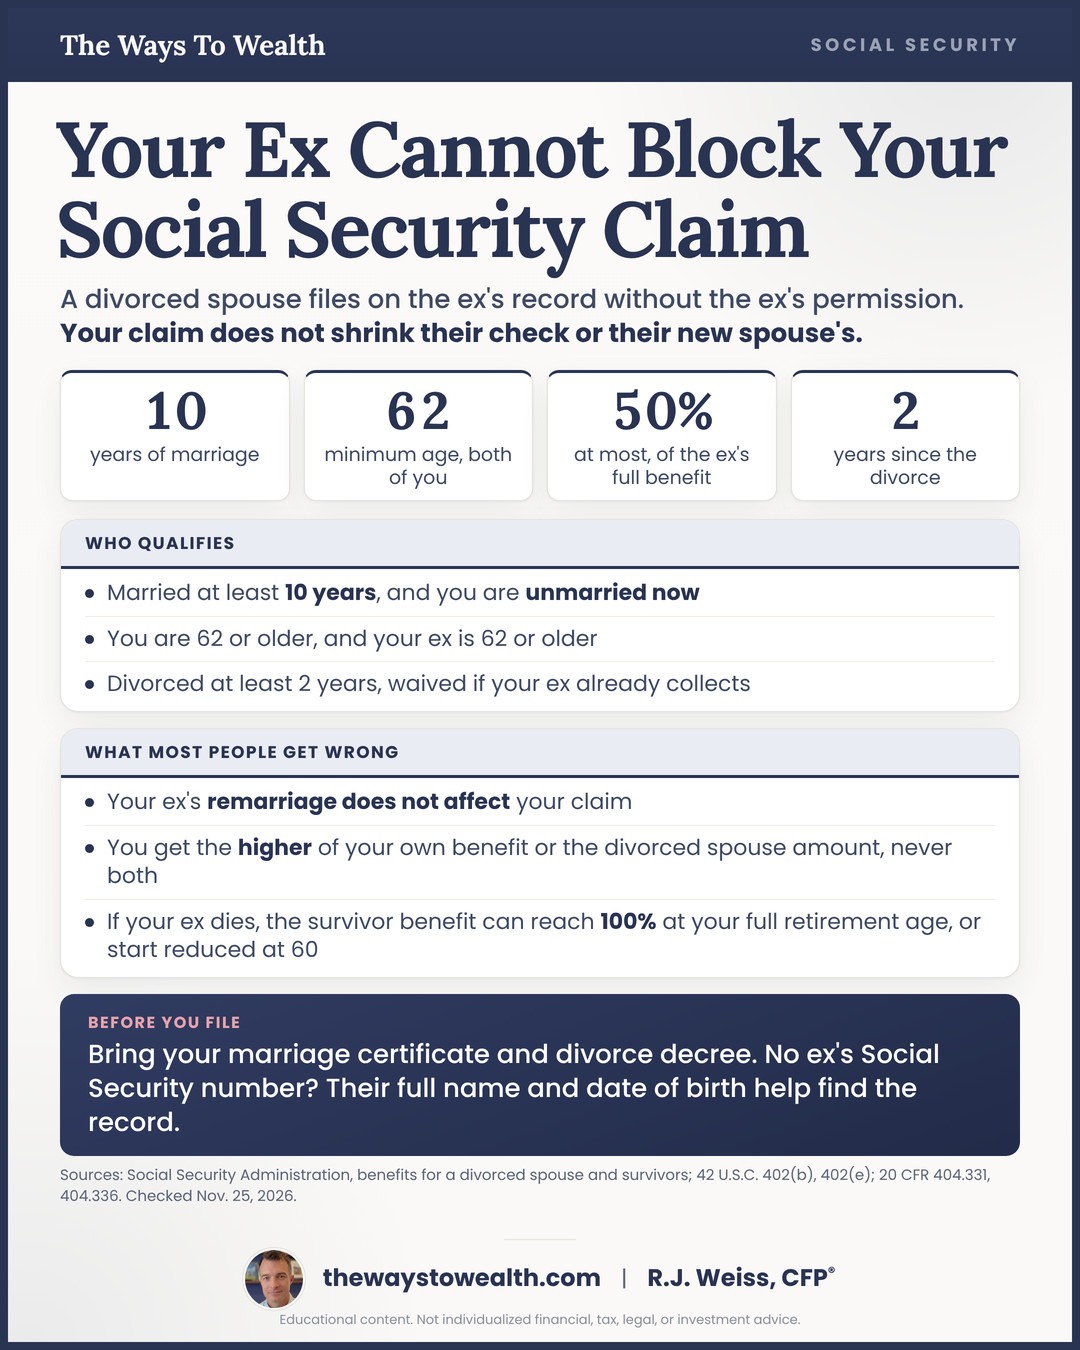 The Ways To Wealth
SOCIAL SECURITY
Your Ex Cannot Block Your
Social Security Claim
A divorced spouse files on the ex's record without the ex's permission.
Your claim does not shrink their check or their new spouse's.
10
years of marriage
62
minimum age, both
of you
50%
at most, of the ex's
full benefit
2
years since the
divorce
WHO QUALIFIES
• Married at least 10 years, and you are unmarried now
• You are 62 or older, and your ex is 62 or older
• Divorced at least 2 years, waived if your ex already collects
WHAT MOST PEOPLE GET WRONG
• Your ex's remarriage does not affect your claim
• You get the higher of your own benefit or the divorced spouse amount, never
both
• If your ex dies, the survivor benefit can reach 100% at your full retirement age, or
start reduced at 60
BEFORE YOU FILE
Bring your marriage certificate and divorce decree. No ex's Social
Security number? Their full name and date of birth help find the
record.
Sources: Social Security Administration, benefits for a divorced spouse and survivors; 42 U.S.C. 402(b), 402(e); 20 CFR 404.331,
404.336. Checked Nov. 25, 2026.
thewaystowealth.com | R.J. Weiss, CFP®
Educational content. Not individualized financial, tax, legal, or investment advice.